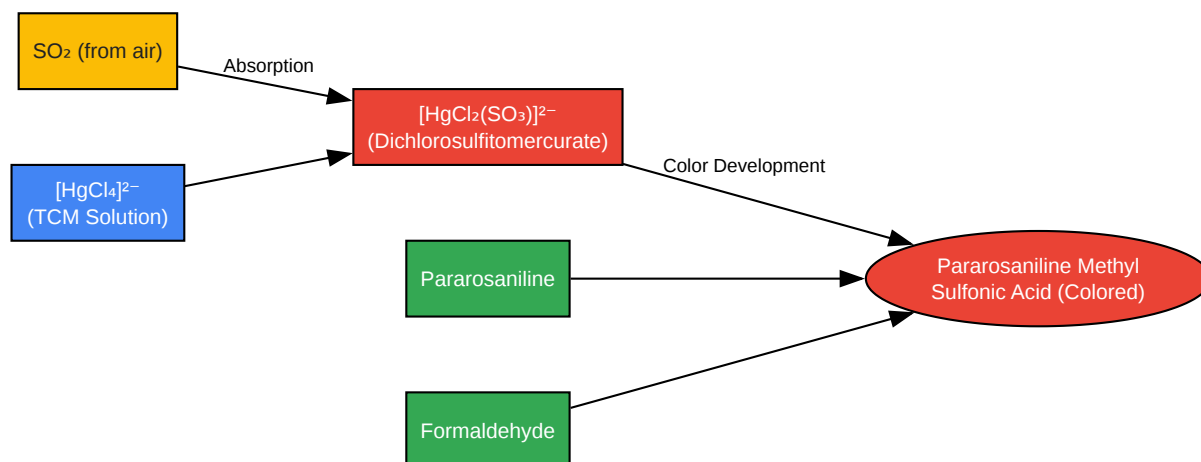 SO₂ (from air)
Absorption
[HgCl₂(SO₃)]²⁻
(Dichlorosulfitomercurate)
[HgCl₄]²⁻
(TCM Solution)
Color Development
Pararosaniline
Pararosaniline Methyl
Sulfonic Acid (Colored)
Formaldehyde